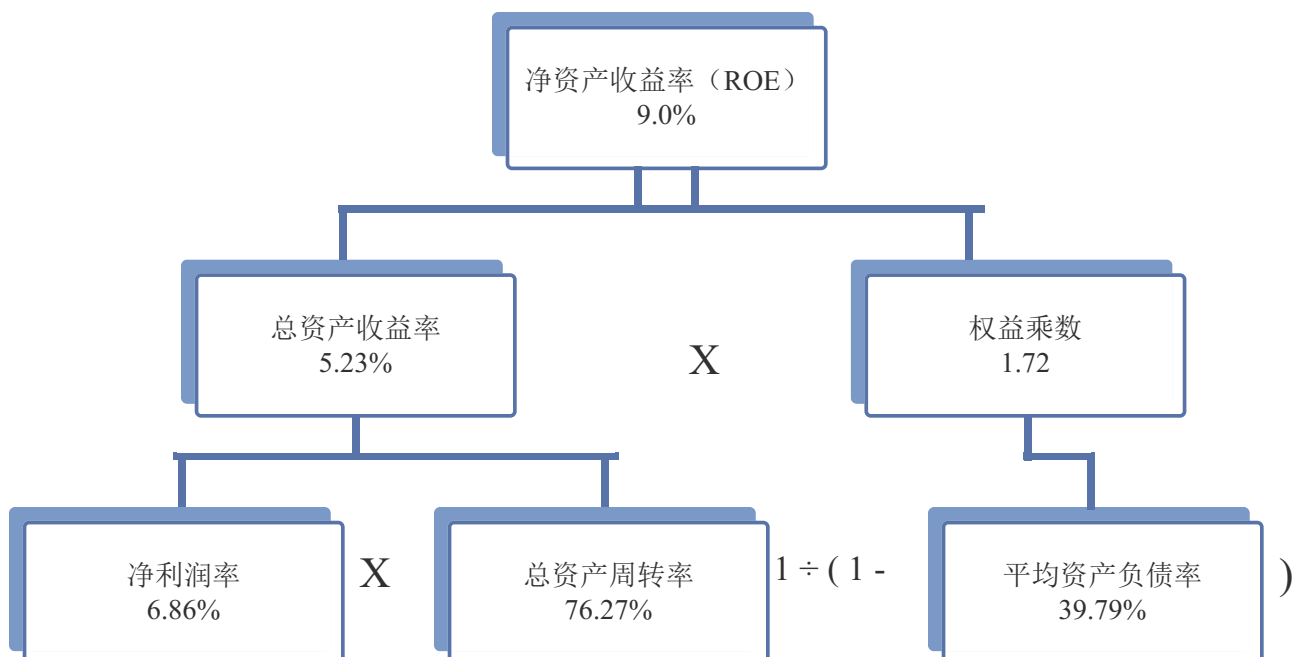 净资产收益率（ROE）
9.0%
总资产收益率
5.23%
X
权益乘数
1.72
净利润率
6.86%
X
总资产周转率
76.27%
1 ÷ ( 1 -
平均资产负债率
39.79%
)